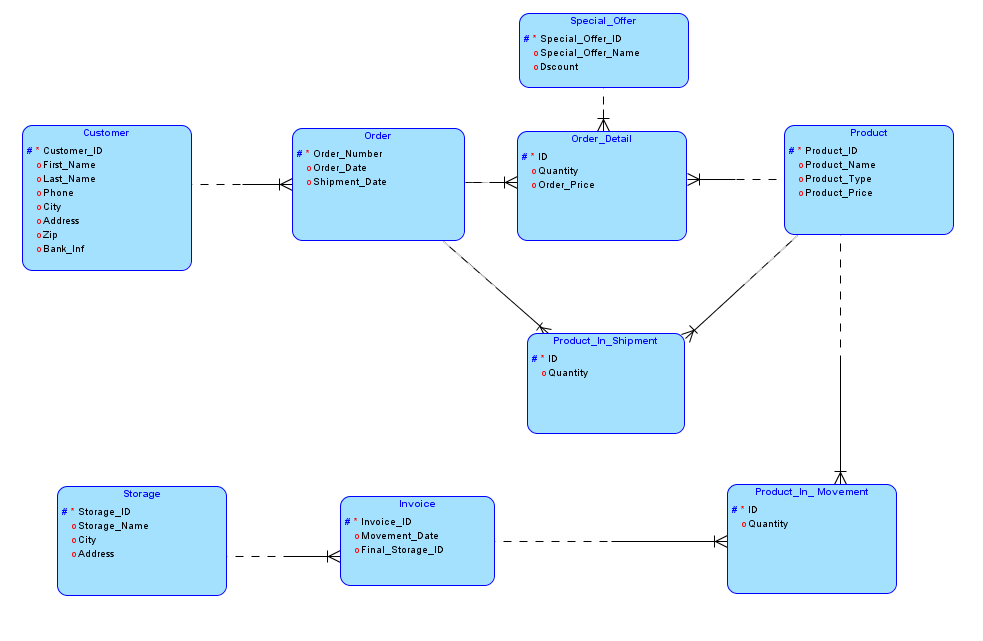 Special_Offer
# * Special_Offer_ID
o Special_Offer_Name
o Dscount
Customer
# * Customer_ID
o First_Name
o Last_Name
o Phone
o City
o Address
o Zip
o Bank_Inf
Order
# * Order_Number
o Order_Date
o Shipment_Date
Order_Detail
# * ID
o Quantity
o Order_Price
Product
# * Product_ID
o Product_Name
o Product_Type
o Product_Price
Product_In_Shipment
# * ID
o Quantity
Storage
# * Storage_ID
o Storage_Name
o City
o Address
Invoice
# * Invoice_ID
o Movement_Date
o Final_Storage_ID
Product_In_ Movement
# * ID
o Quantity